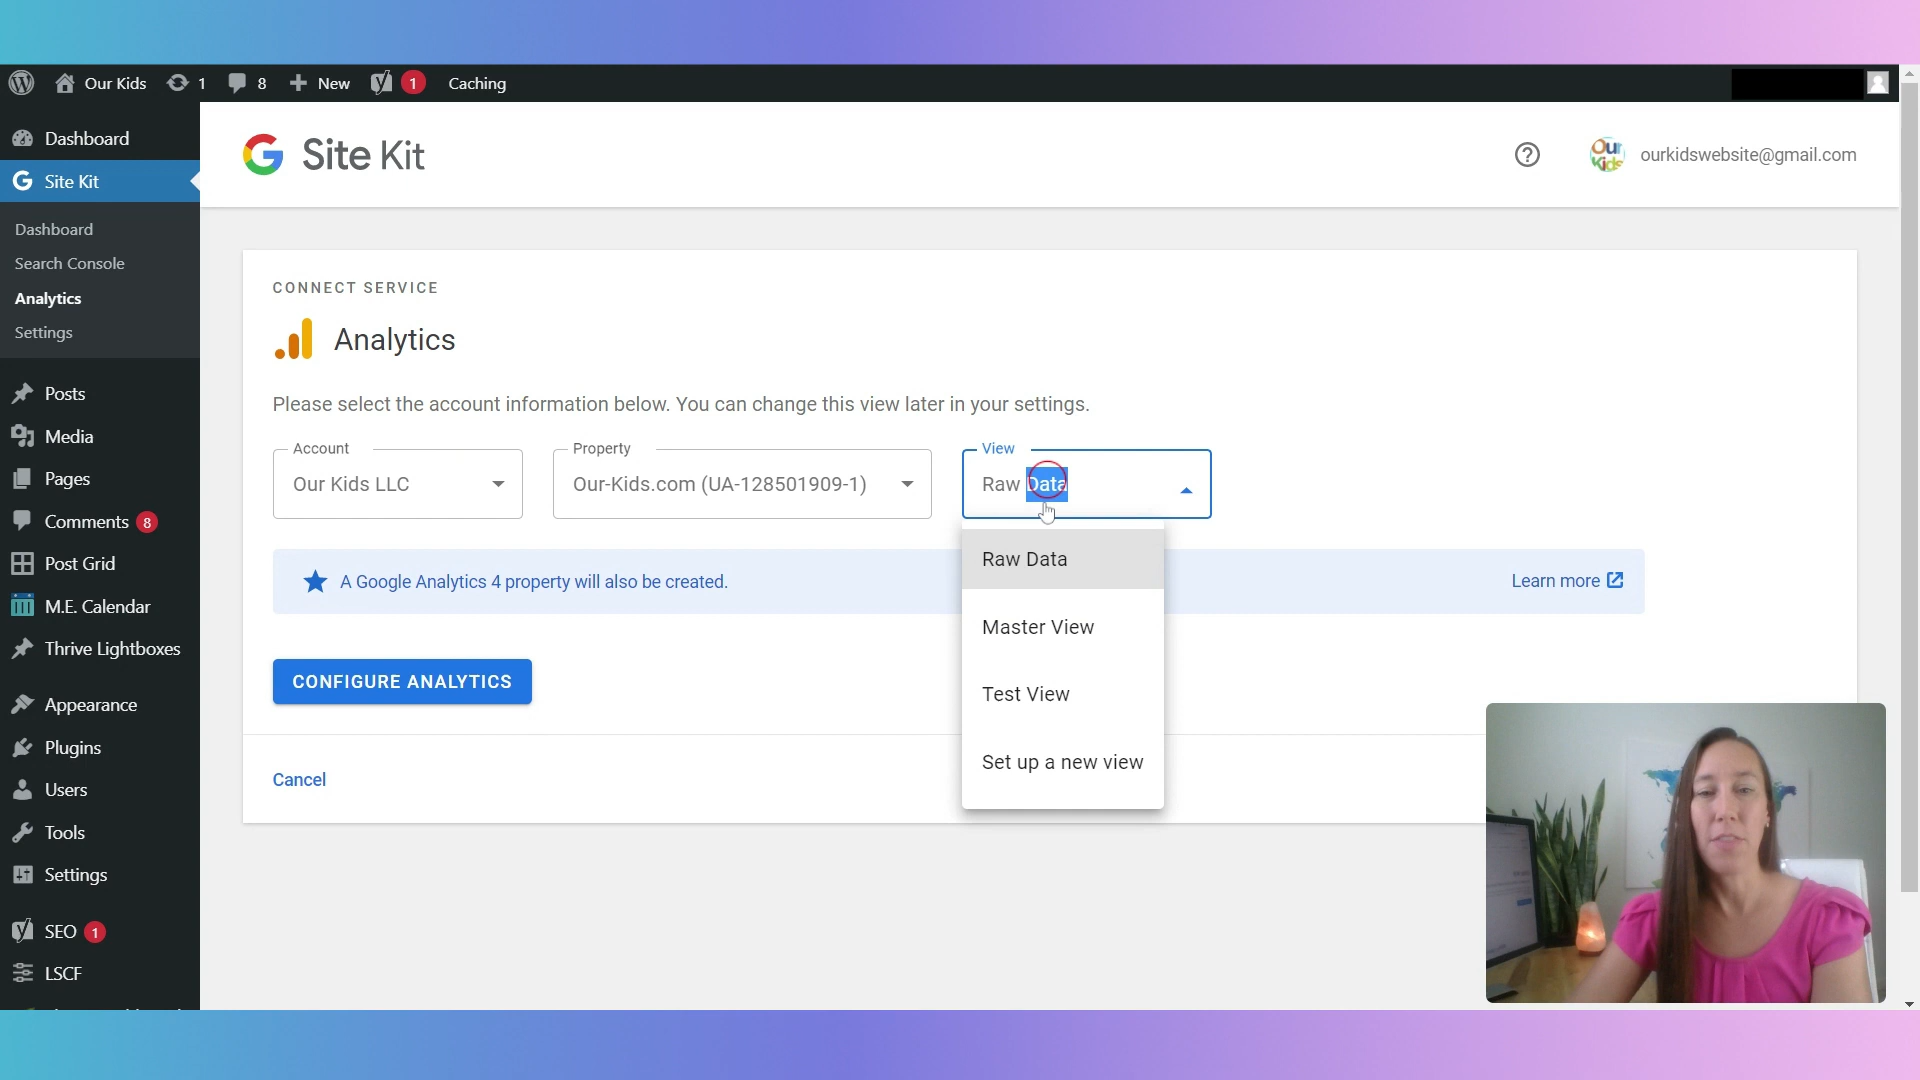 Our Kids 1 8 New 1 Caching
Dashboard
Site Kit
Dashboard
Search Console
Analytics
Settings
Posts
Media
Pages
Comments 8
Post Grid
M.E. Calendar
Thrive Lightboxes
Appearance
Plugins
Users
Tools
Settings
SEO 1
LSCF
Site Kit
Our Kids
ourkidswebsite@gmail.com
CONNECT SERVICE
Analytics
Please select the account information below. You can change this view later in your settings.
Account Property View
Our Kids LLC Our-Kids.com (UA-128501909-1) Raw Data
Raw Data
Master View
Test View
Set up a new view
A Google Analytics 4 property will also be created. Learn more
CONFIGURE ANALYTICS
Cancel